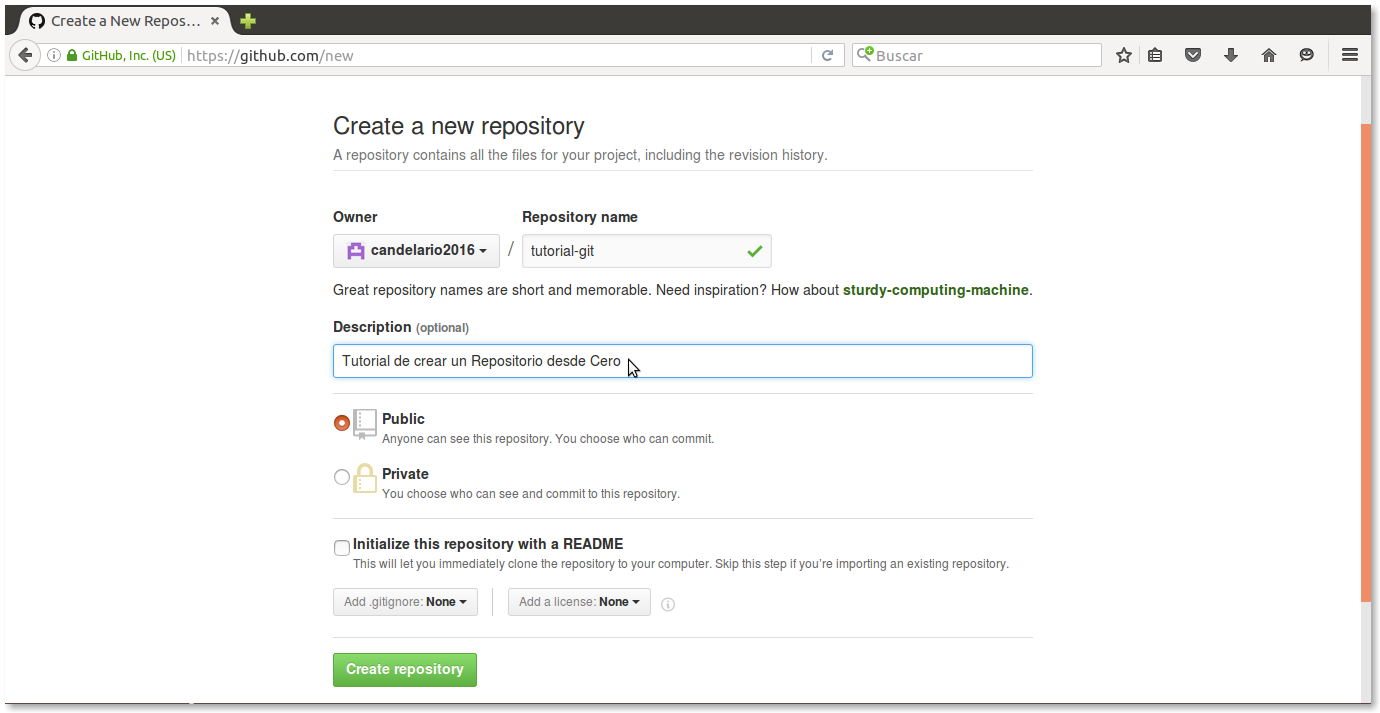 Create a New Repos...
GitHub, Inc. (US)
https://github.com/new
Buscar
Create a new repository
A repository contains all the files for your project, including the revision history.
Owner
Repository name
candelario2016 / tutorial-git
Great repository names are short and memorable. Need inspiration? How about sturdy-computing-machine.
Description (optional)
Tutorial de crear un Repositorio desde Cero
Public
Anyone can see this repository. You choose who can commit.
Private
You choose who can see and commit to this repository.
Initialize this repository with a README
This will let you immediately clone the repository to your computer. Skip this step if you're importing an existing repository.
Add .gitignore: None
Add a license: None
Create repository